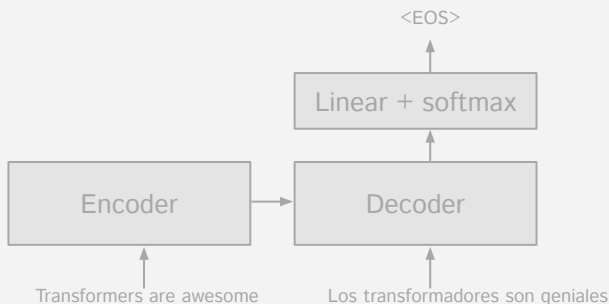 <EOS>
Linear + softmax
Encoder
Decoder
Transformers are awesome
Los transformadores son geniales